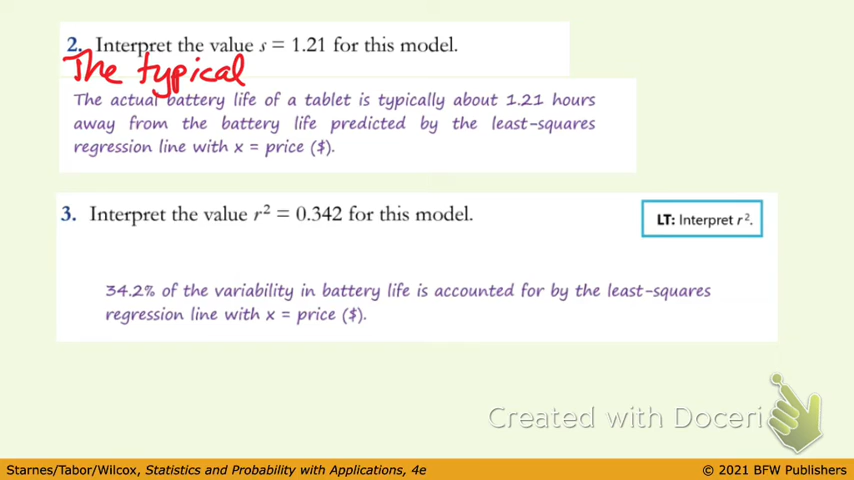 2. Interpret the value s = 1.21 for this model.
The typical
The actual battery life of a tablet is typically about 1.21 hours
away from the battery life predicted by the least-squares
regression line with x = price ($).
3. Interpret the value r² = 0.342 for this model.
LT: Interpret r².
34.2% of the variability in battery life is accounted for by the least-squares
regression line with x = price ($).
Created with Doceri
Starnes/Tabor/Wilcox, Statistics and Probability with Applications, 4e
© 2021 BFW Publishers